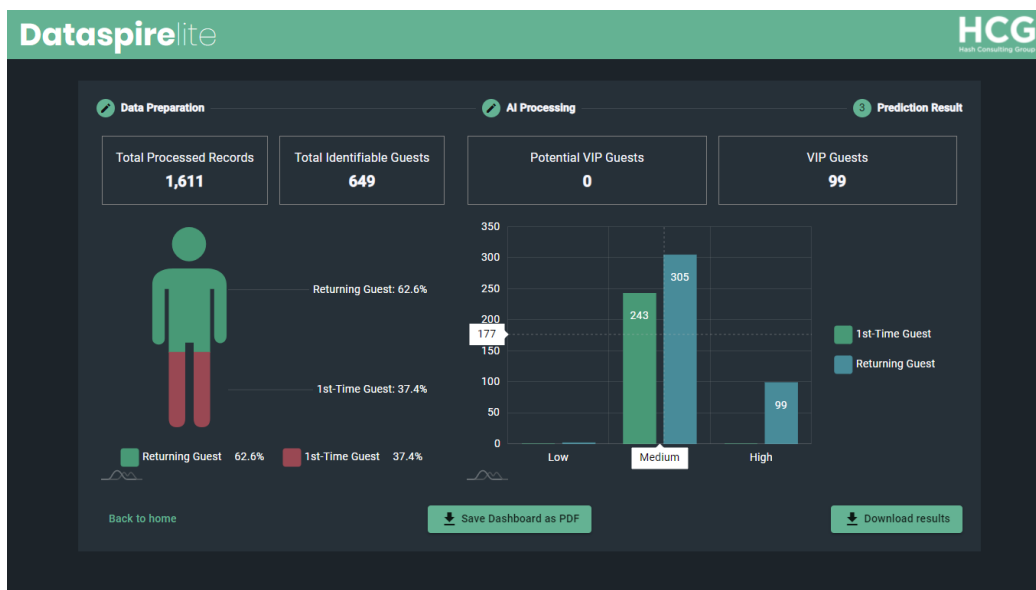 Dataspirelite
HCG
Hash Consulting Group
Data Preparation
AI Processing
3 Prediction Result
Total Processed Records
1,611
Total Identifiable Guests
649
Potential VIP Guests
0
VIP Guests
99
Returning Guest: 62.6%
1st-Time Guest: 37.4%
Returning Guest 62.6%
1st-Time Guest 37.4%
350
300
250
200
177
150
100
50
0
243
305
99
Low
Medium
High
1st-Time Guest
Returning Guest
Back to home
Save Dashboard as PDF
Download results